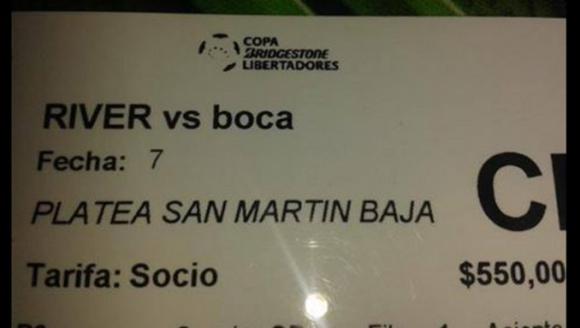 COPA
BRIDGESTONE
LIBERTADORES
RIVER vs boca
Fecha: 7
PLATEA SAN MARTIN BAJA
Tarifa: Socio
$550,00